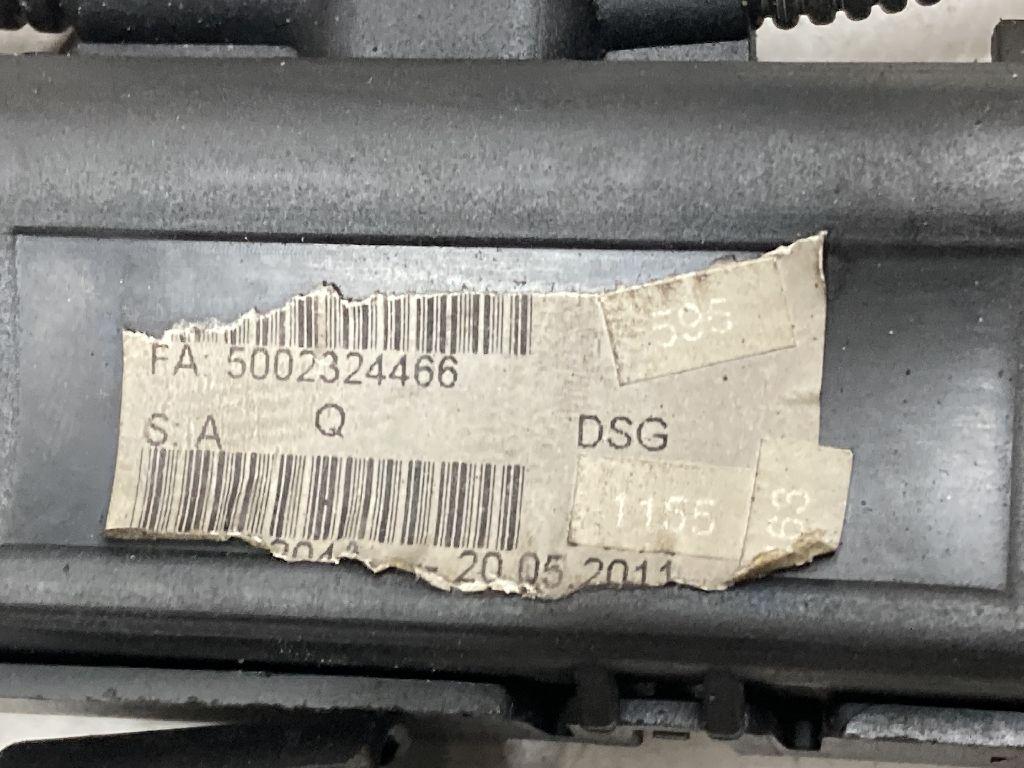 595
FA: 5002324466
S: A Q DSG
1155 63
- 20.05.2011